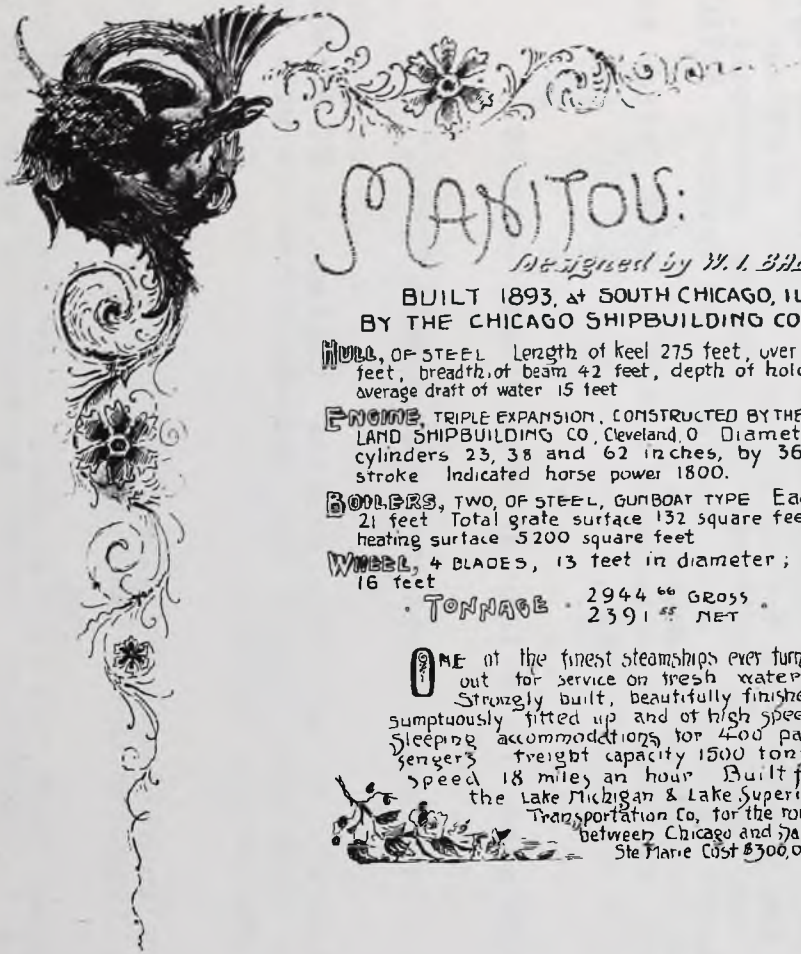 MANITOU:
Designed by W. I. BAB
BUILT 1893, at SOUTH CHICAGO, IL
BY THE CHICAGO SHIPBUILDING CO
HULL, OF STEEL Length of keel 275 feet, over
feet, breadth of beam 42 feet, depth of hold
average draft of water 15 feet
ENGINE, TRIPLE EXPANSION, CONSTRUCTED BY THE
LAND SHIPBUILDING CO, Cleveland, O Diamet
cylinders 23, 38 and 62 inches, by 36
stroke Indicated horse power 1800.
BOILERS, TWO, OF STEEL, GUNBOAT TYPE Eac
21 feet Total grate surface 132 square fee
heating surface 5200 square feet
WHEEL, 4 BLADES, 13 feet in diameter;
16 feet
· TONNAGE · 2944 66 GROSS
2391 55 NET ·
ONE of the finest steamships ever turn
out for service on fresh water
Strongly built, beautifully finishe
sumptuously fitted up and of high spee
Sleeping accommodations for 400 pa
sengers freight capacity 1500 ton
speed 18 miles an hour Built f
the Lake Michigan & Lake Superi
Transportation Co, for the rou
between Chicago and Sa
Ste Marie Cost $300,0